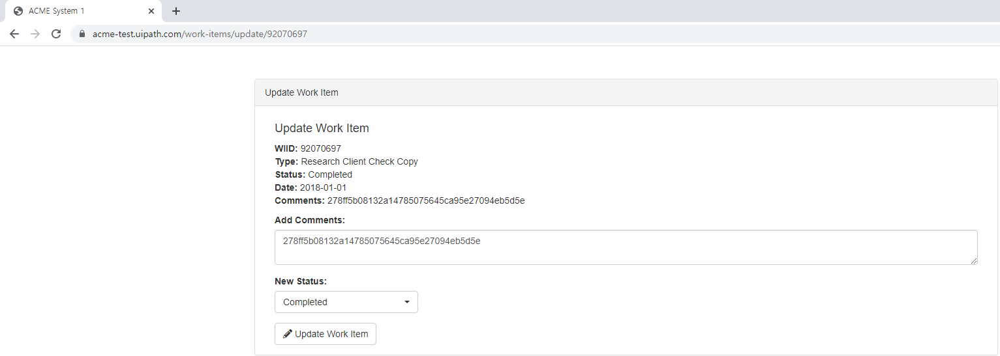 ACME System 1
acme-test.uipath.com/work-items/update/92070697
Update Work Item
Update Work Item
WIID: 92070697
Type: Research Client Check Copy
Status: Completed
Date: 2018-01-01
Comments: 278ff5b08132a14785075645ca95e27094eb5d5e
Add Comments:
278ff5b08132a14785075645ca95e27094eb5d5e
New Status:
Completed
Update Work Item